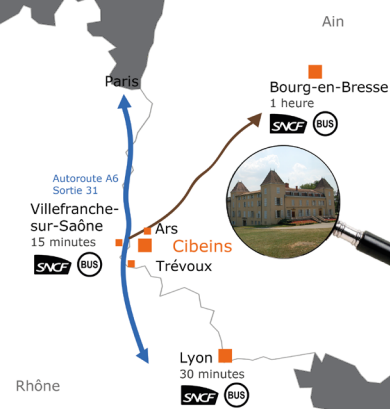 Ain
Paris
Bourg-en-Bresse
1 heure
SNCF BUS
Autoroute A6
Sortie 31
Villefranche-
sur-Saône
15 minutes
SNCF BUS
Ars
Cibeins
Trévoux
Lyon
30 minutes
SNCF BUS
Rhône